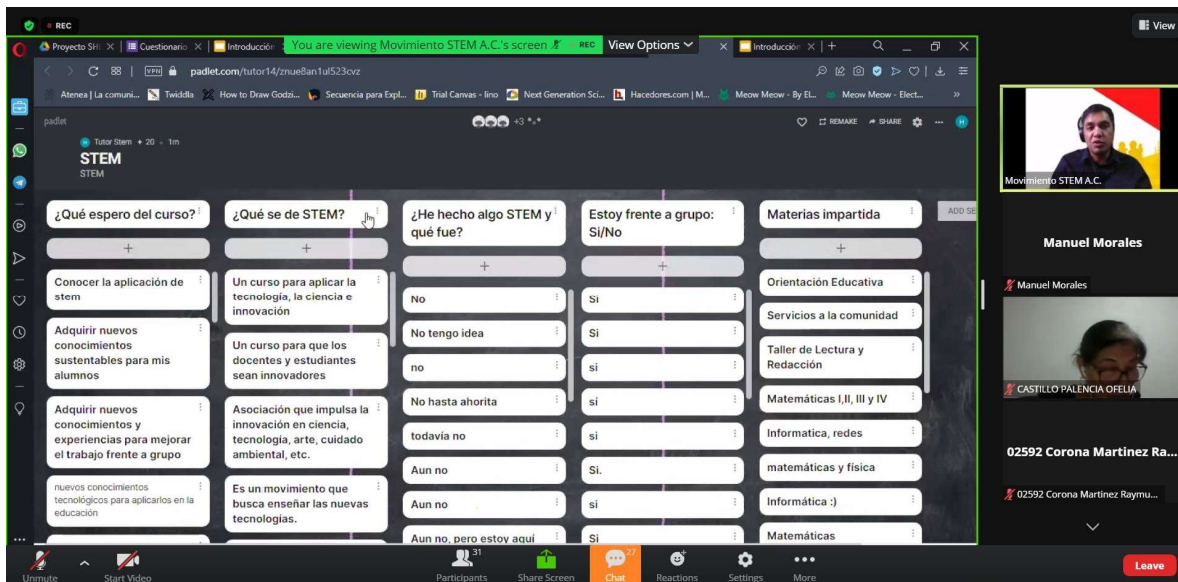 REC
View
Proyecto SH
Cuestionario
Introducción
You are viewing Movimiento STEM A.C.'s screen
REC
View Options
Introducción
VPN
padlet.com/tutor14/znue8an1ul523cvz
Atenea | La comuni...
Twiddla
How to Draw Godzi...
Secuencia para Expl...
Trial Canvas - lino
Next Generation Sci...
Hacedores.com | M...
Meow Meow - By EL...
Meow Meow - Elect...
padlet
+3
REMAKE
SHARE
Tutor Stem + 20 · 1m
STEM
STEM
¿Qué espero del curso?
Conocer la aplicación de
stem
Adquirir nuevos
conocimientos
sustentables para mis
alumnos
Adquirir nuevos
conocimientos y
experiencias para mejorar
el trabajo frente a grupo
nuevos conocimientos
tecnológicos para aplicarlos en la
educación
¿Qué se de STEM?
Un curso para aplicar la
tecnología, la ciencia e
innovación
Un curso para que los
docentes y estudiantes
sean innovadores
Asociación que impulsa la
innovación en ciencia,
tecnología, arte, cuidado
ambiental, etc.
Es un movimiento que
busca enseñar las nuevas
tecnologías.
¿He hecho algo STEM y
qué fue?
No
No tengo idea
no
No hasta ahorita
todavía no
Aun no
Aun no
Aun no, pero estoy aquí
Estoy frente a grupo:
Si/No
Si
Si
si
si
si
Si.
si
Si
Materias impartida
Orientación Educativa
Servicios a la comunidad
Taller de Lectura y
Redacción
Matemáticas I,II, III y IV
Informatica, redes
matemáticas y física
Informática :)
Matemáticas
ADD SE
Movimiento STEM A.C.
Manuel Morales
Manuel Morales
CASTILLO PALENCIA OFELIA
02592 Corona Martinez Ra...
02592 Corona Martinez Raymu...
Unmute
Start Video
Participants
31
Share Screen
Chat
27
Reactions
Settings
More
Leave